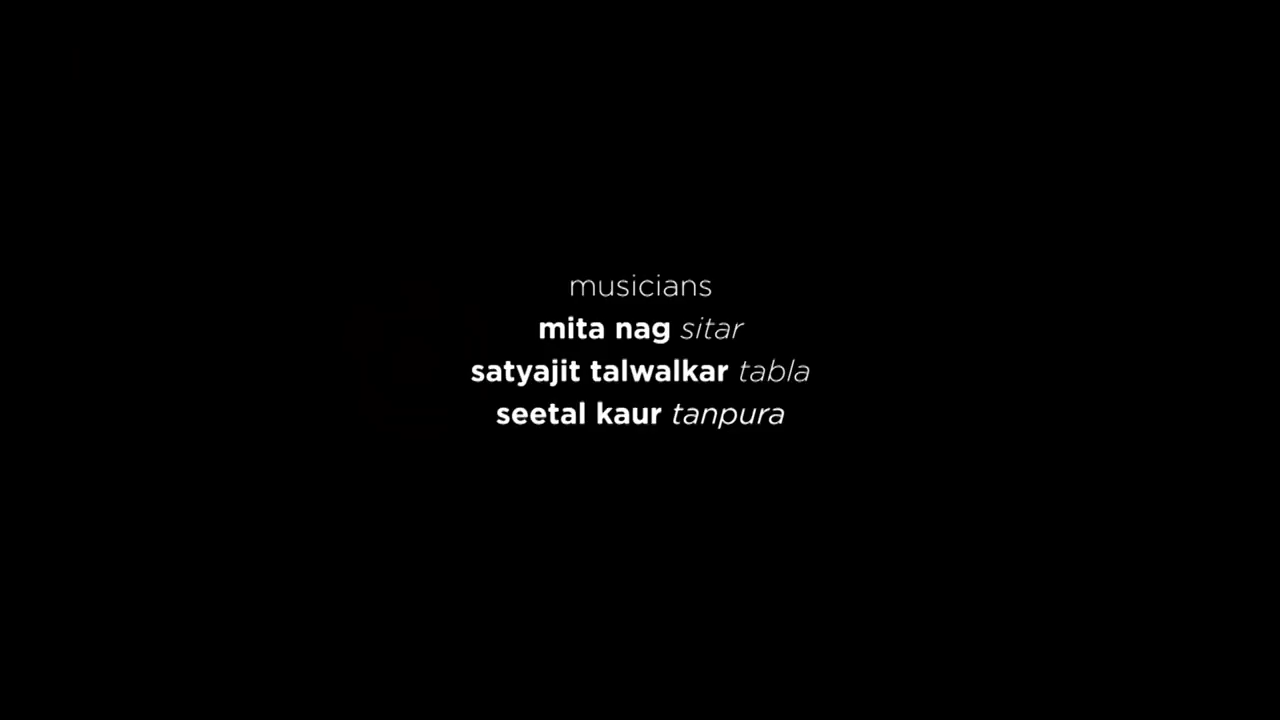 musicians
mita nag sitar
satyajit talwalkar tabla
seetal kaur tanpura